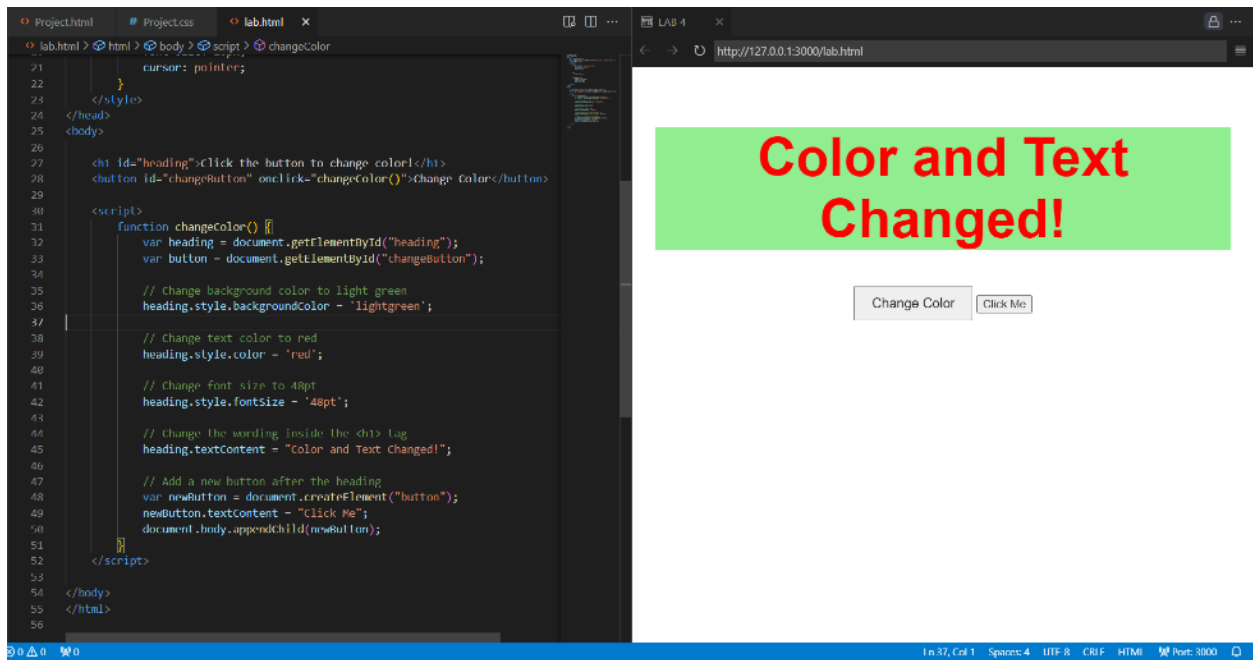 Project.html
# Project.css
lab.html
lab.html > html > body > script > changeColor
21 cursor: pointer;
22 }
23 </style>
24 </head>
25 <body>
26
27 <h1 id="heading">Click the button to change color!</h1>
28 <button id="changeButton" onclick="changeColor()">Change Color</button>
29
30 <script>
31 function changeColor() {
32 var heading = document.getElementById("heading");
33 var button = document.getElementById("changeButton");
34
35 // Change background color to light green
36 heading.style.backgroundColor = 'lightgreen';
37
38 // Change text color to red
39 heading.style.color = 'red';
40
41 // Change font size to 48pt
42 heading.style.fontSize = '48pt';
43
44 // Change the wording inside the <h1> tag
45 heading.textContent = "Color and Text Changed!";
46
47 // Add a new button after the heading
48 var newButton = document.createElement("button");
49 newButton.textContent = "Click Me";
50 document.body.appendChild(newButton);
51 }
52 </script>
53
54 </body>
55 </html>
56
0 0 0
Ln 37, Col 1 Spaces: 4 UTF-8 CRLF HTML Port: 3000
LAB 4
http://127.0.0.1:3000/lab.html
Color and Text
Changed!
Change Color
Click Me